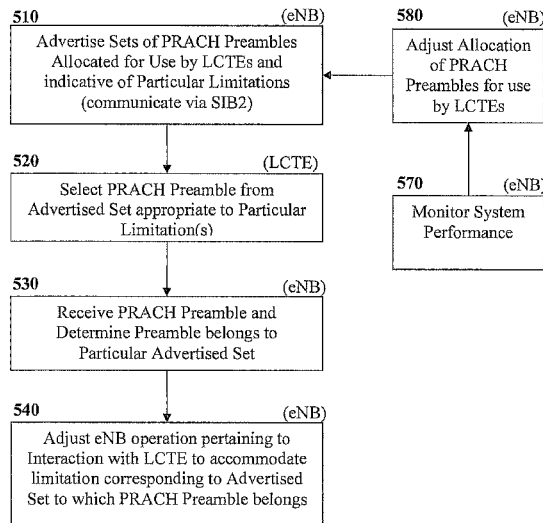 510
(eNB)
Advertise Sets of PRACH Preambles
Allocated for Use by LCTEs and
indicative of Particular Limitations
(communicate via SIB2)
580
(eNB)
Adjust Allocation
of PRACH
Preambles for use
by LCTEs
520
(LCTE)
Select PRACH Preamble from
Advertised Set appropriate to Particular
Limitation(s)
570
(eNB)
Monitor System
Performance
530
(eNB)
Receive PRACH Preamble and
Determine Preamble belongs to
Particular Advertised Set
540
(eNB)
Adjust eNB operation pertaining to
Interaction with LCTE to accommodate
limitation corresponding to Advertised
Set to which PRACH Preamble belongs